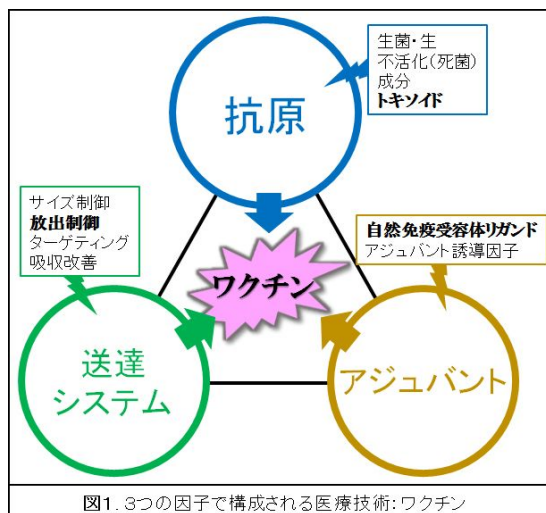 生菌・生
不活化(死菌)
成分
トキソイド
抗原
サイズ制御
放出制御
ターゲティング
吸収改善
自然免疫受容体リガンド
アジュバント誘導因子
ワクチン
送達
システム
アジュバント
図1. 3つの因子で構成される医療技術:ワクチン